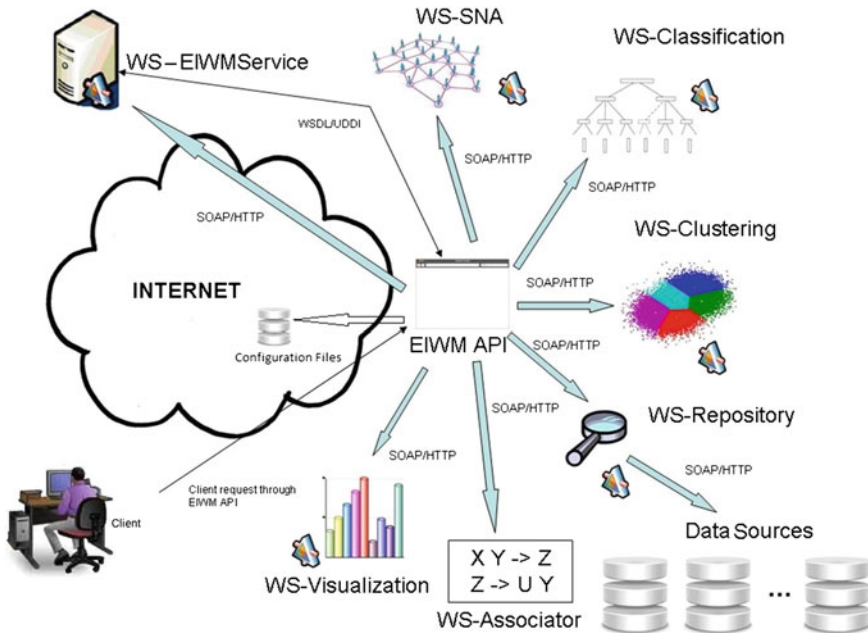 WS-SNA
WS-Classification
WS–EIWMService
WSDL/UDDI
SOAP/HTTP
SOAP/HTTP
SOAP/HTTP
WS-Clustering
SOAP/HTTP
INTERNET
Configuration Files
EIWM API
SOAP/HTTP
SOAP/HTTP
WS-Repository
SOAP/HTTP
SOAP/HTTP
Client request through
EIWM API
Client
Data Sources
X Y -> Z
Z -> U Y
...
WS-Visualization
WS-Associator